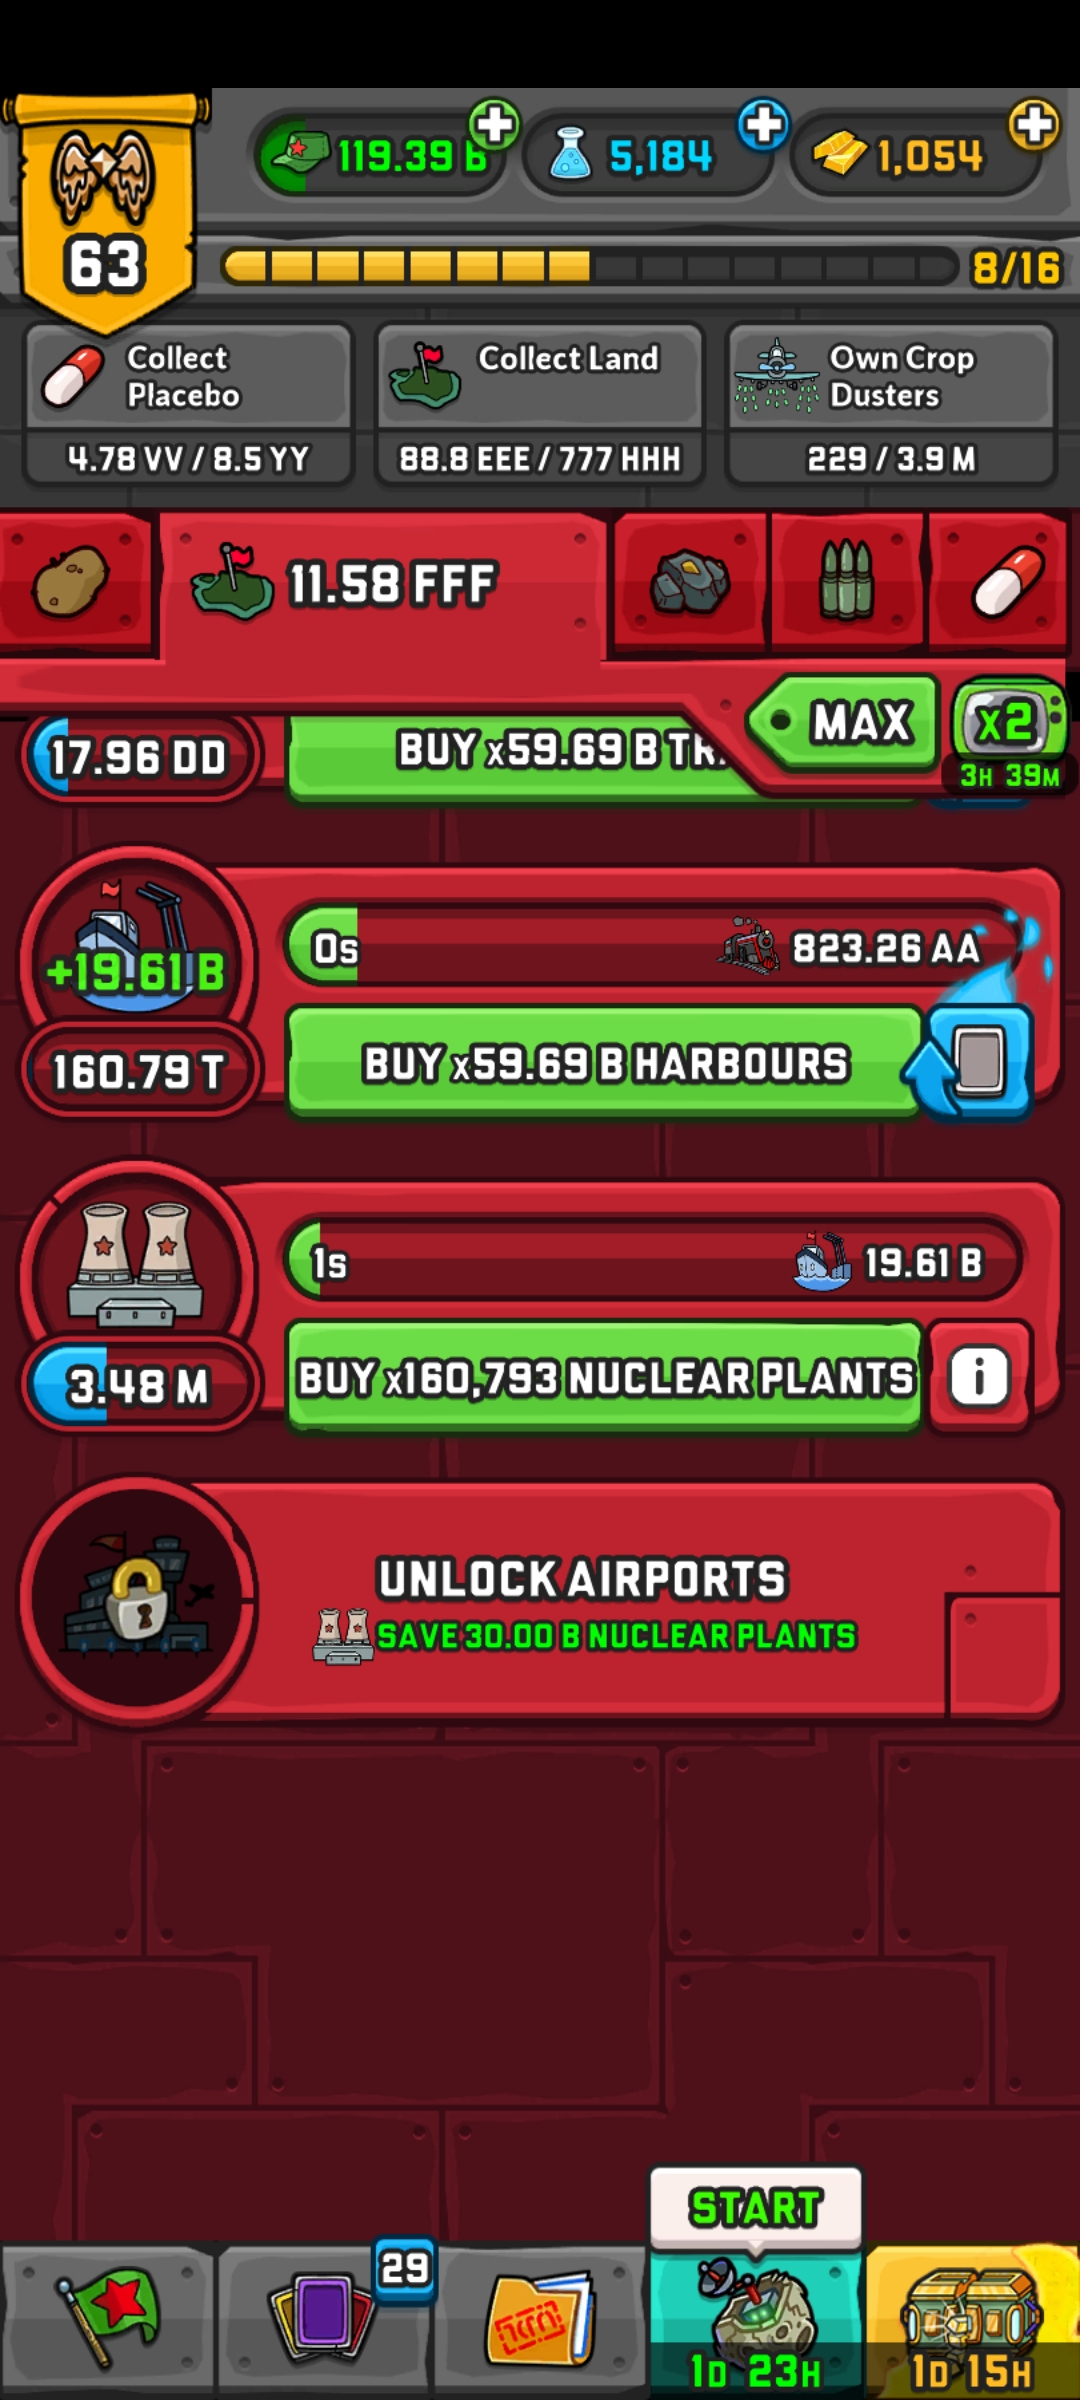 119.39 B
5,184
1,054
63
8/16
Collect
Placebo
4.78 VV / 8.5 YY
Collect Land
88.8 EEE / 777 HHH
Own Crop
Dusters
229 / 3.9 M
11.58 FFF
MAX
x2
3H 39M
17.96 DD
BUY x59.69 B
+19.61 B
0s
823.26 AA
160.79 T
BUY x59.69 B HARBOURS
1s
19.61 B
3.48 M
BUY x160,793 NUCLEAR PLANTS
i
UNLOCK AIRPORTS
SAVE 30.00 B NUCLEAR PLANTS
START
29
1D 23H
1D 15H